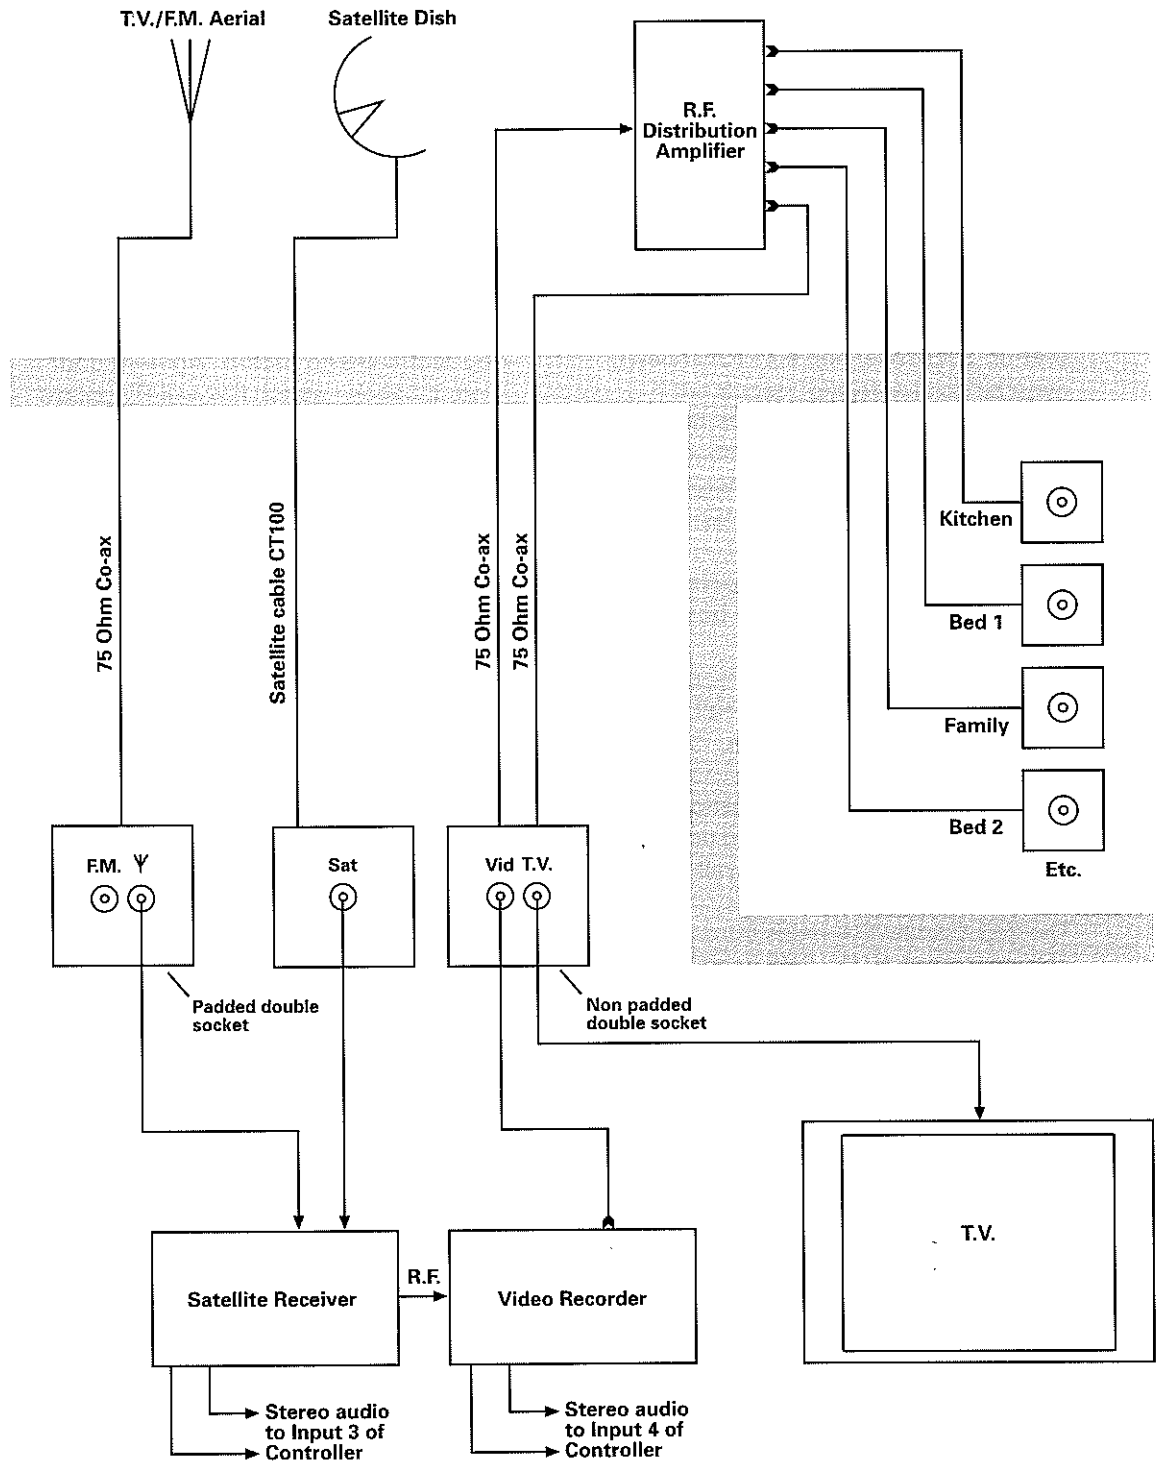 T.V./F.M. Aerial
Satellite Dish
R.F.
Distribution
Amplifier
75 Ohm Co-ax
Satellite cable CT100
75 Ohm Co-ax
75 Ohm Co-ax
Kitchen
Bed 1
Family
Bed 2
Etc.
F.M.
Sat
Vid T.V.
Padded double
socket
Non padded
double socket
T.V.
Satellite Receiver
R.F.
Video Recorder
Stereo audio
to Input 3 of
Controller
Stereo audio
to Input 4 of
Controller